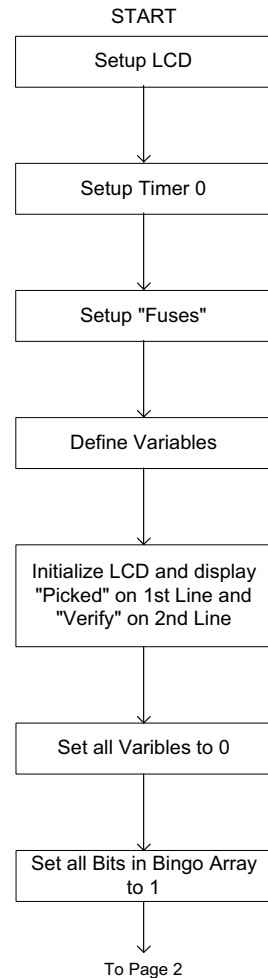 START
Setup LCD
Setup Timer 0
Setup "Fuses"
Define Variables
Initialize LCD and display
"Picked" on 1st Line and
"Verify" on 2nd Line
Set all Varibles to 0
Set all Bits in Bingo Array
to 1
To Page 2